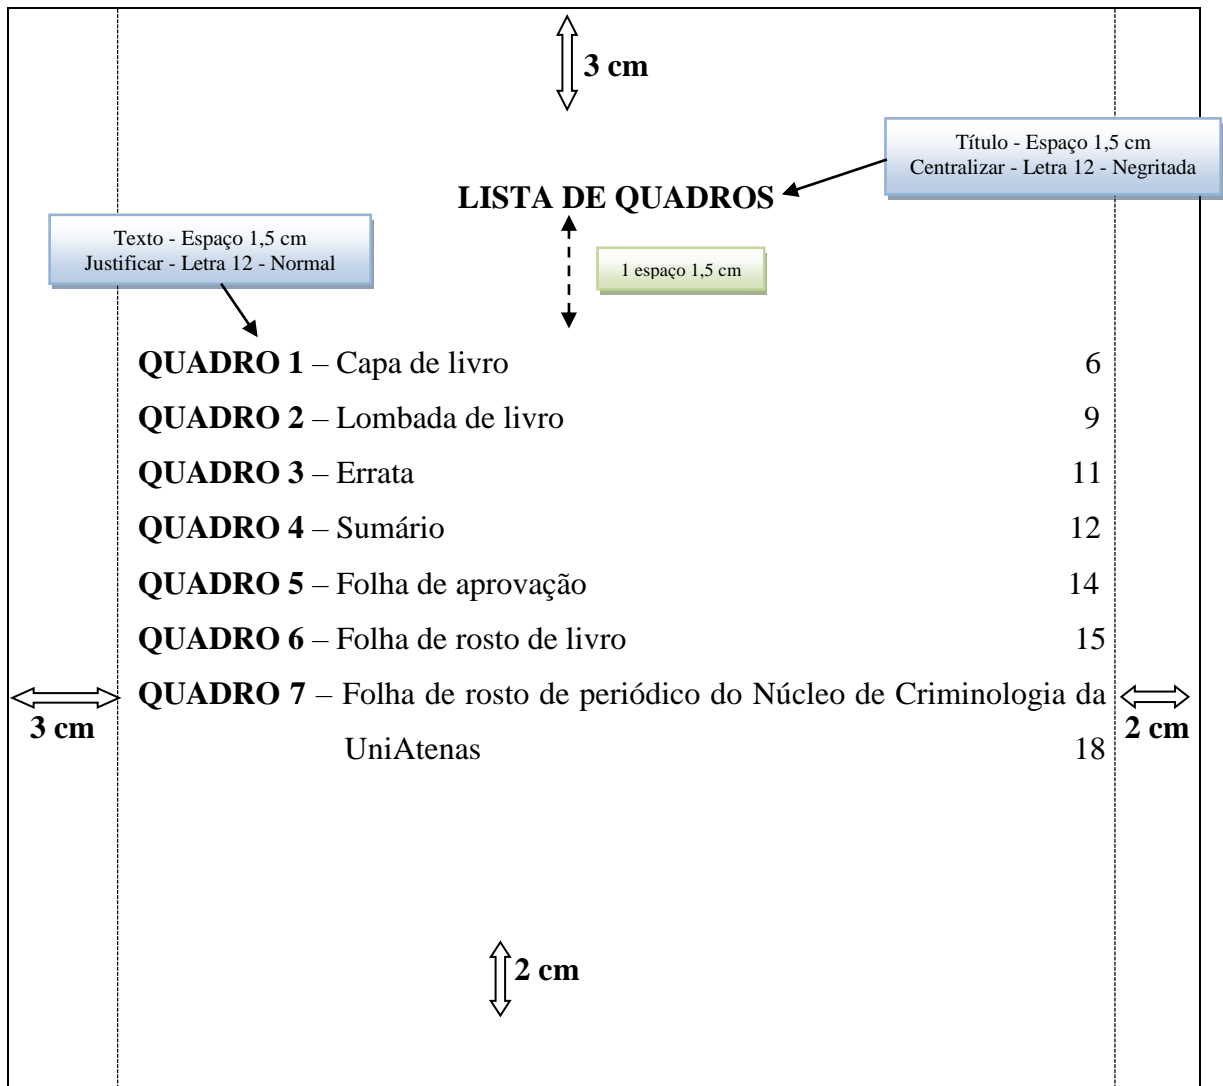 3 cm
Título - Espaço 1,5 cm
Centralizar - Letra 12 - Negritada
LISTA DE QUADROS
Texto - Espaço 1,5 cm
Justificar - Letra 12 - Normal
1 espaço 1,5 cm
QUADRO 1 – Capa de livro 6
QUADRO 2 – Lombada de livro 9
QUADRO 3 – Errata 11
QUADRO 4 – Sumário 12
QUADRO 5 – Folha de aprovação 14
QUADRO 6 – Folha de rosto de livro 15
QUADRO 7 – Folha de rosto de periódico do Núcleo de Criminologia da
UniAtenas 18
3 cm
2 cm
2 cm